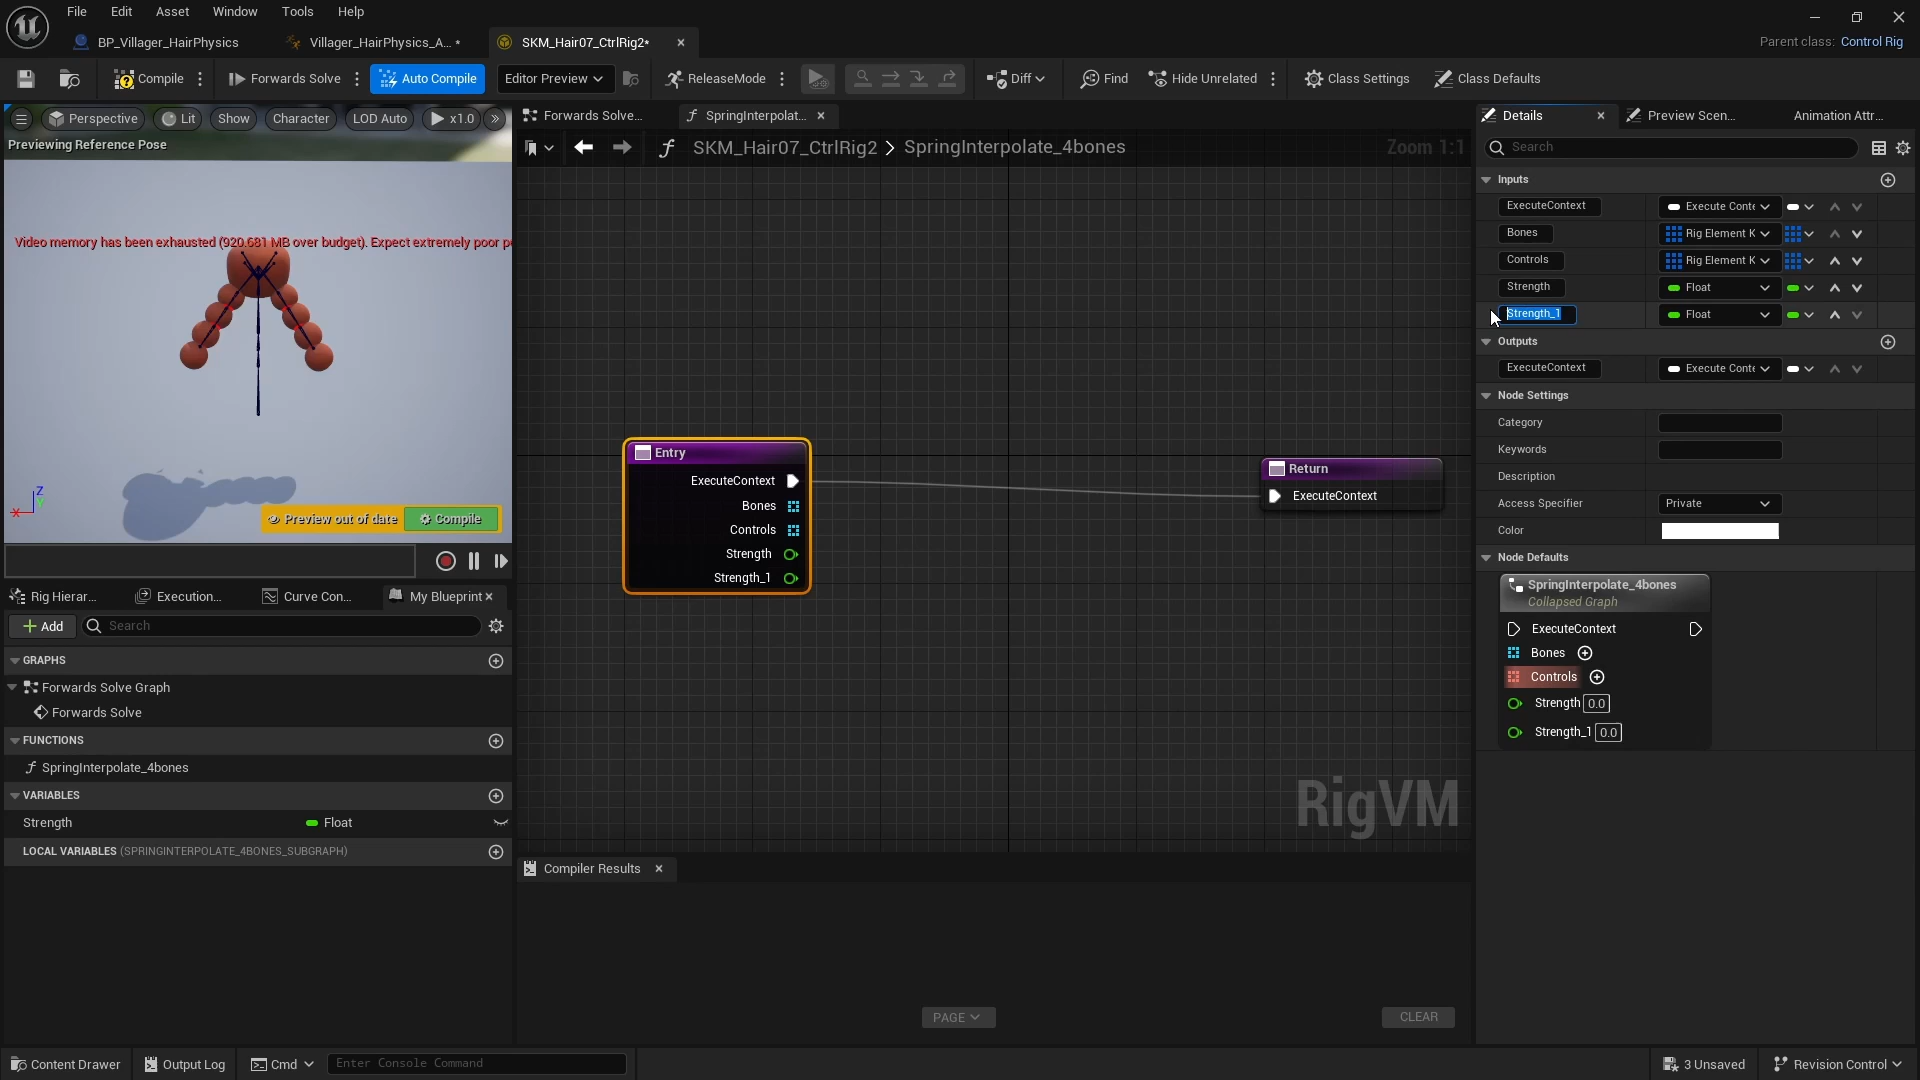 File Edit Asset Window Tools Help
BP_Villager_HairPhysics Villager_HairPhysics_A... * SKM_Hair07_CtrlRig2*
Parent class: Control Rig
Compile Forwards Solve Auto Compile Editor Preview ReleaseMode Diff Find Hide Unrelated Class Settings Class Defaults
Perspective Lit Show Character LOD Auto x1.0
Previewing Reference Pose
Video memory has been exhausted (920.681 MB over budget). Expect extremely poor p
Z
X
Preview out of date Compile
Rig Hierar... Execution... Curve Con... My Blueprint
Add Search
GRAPHS
Forwards Solve Graph
Forwards Solve
FUNCTIONS
SpringInterpolate_4bones
VARIABLES
Strength Float
LOCAL VARIABLES (SPRINGINTERPOLATE_4BONES_SUBGRAPH)
Forwards Solve... SpringInterpolat...
SKM_Hair07_CtrlRig2 > SpringInterpolate_4bones Zoom 1:1
Entry
ExecuteContext
Bones
Controls
Strength
Strength_1
Return
ExecuteContext
RigVM
Compiler Results
PAGE CLEAR
Details Preview Scen... Animation Attr...
Search
Inputs
ExecuteContext Execute Conte
Bones Rig Element K
Controls Rig Element K
Strength Float
Strength_1 Float
Outputs
ExecuteContext Execute Conte
Node Settings
Category
Keywords
Description
Access Specifier Private
Color
Node Defaults
SpringInterpolate_4bones
Collapsed Graph
ExecuteContext
Bones
Controls
Strength 0.0
Strength_1 0.0
Content Drawer Output Log Cmd Enter Console Command 3 Unsaved Revision Control